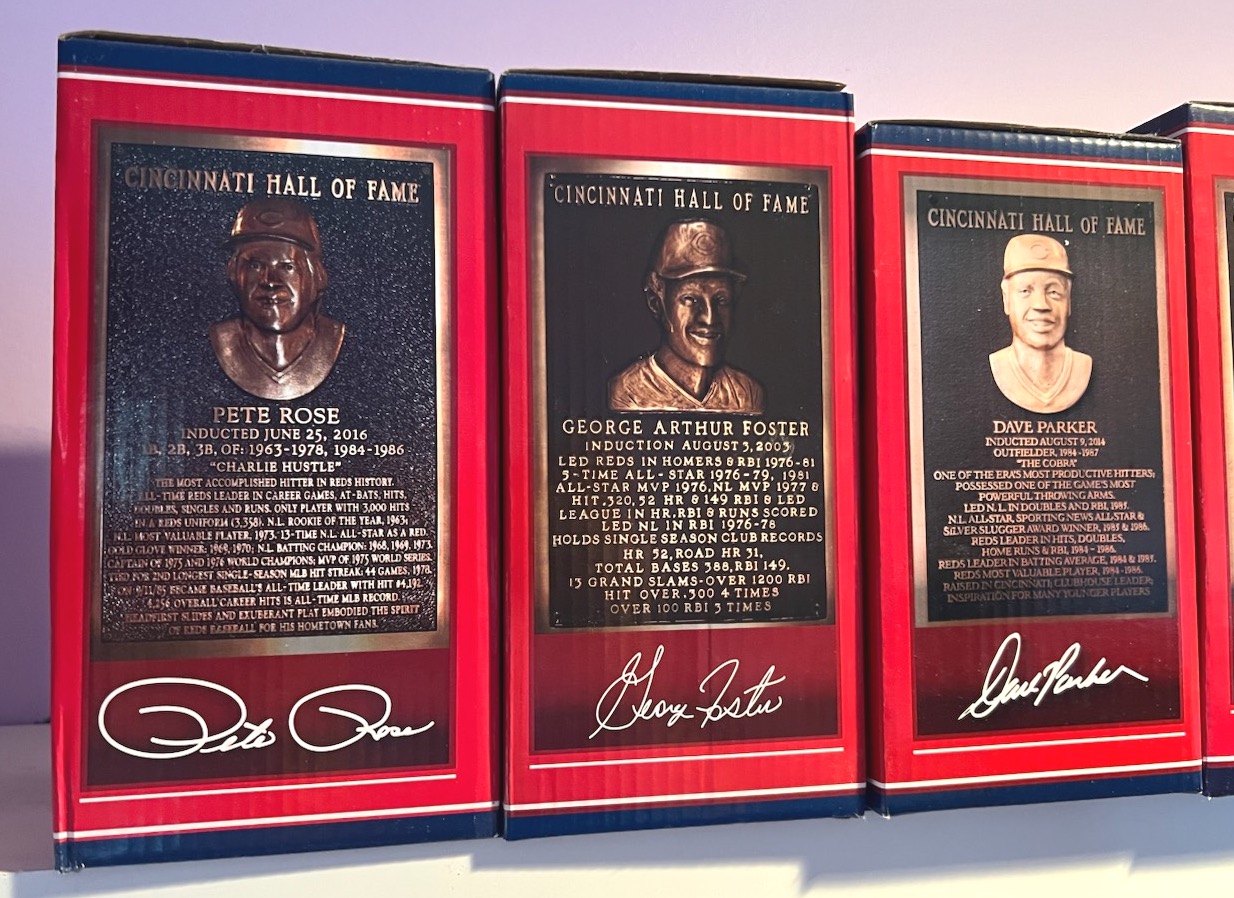 CINCINNATI HALL OF FAME
PETE ROSE
INDUCTED JUNE 25, 2016
1B, 2B, 3B, OF: 1963-1978, 1984-1986
"CHARLIE HUSTLE"
THE MOST ACCOMPLISHED HITTER IN REDS HISTORY.
ALL-TIME REDS LEADER IN CAREER GAMES, AT-BATS, HITS,
DOUBLES, SINGLES AND RUNS. ONLY PLAYER WITH 3,000 HITS
IN A REDS UNIFORM (3,358). N.L. ROOKIE OF THE YEAR, 1963;
N.L. MOST VALUABLE PLAYER, 1973. 13-TIME N.L. ALL-STAR AS A RED.
GOLD GLOVE WINNER: 1969, 1970; N.L. BATTING CHAMPION: 1968, 1969, 1973.
CAPTAIN OF 1975 AND 1976 WORLD CHAMPIONS; MVP OF 1975 WORLD SERIES.
TIED FOR 2ND LONGEST SINGLE-SEASON MLB HIT STREAK: 44 GAMES, 1978.
ON 9/11/85 BECAME BASEBALL'S ALL-TIME LEADER WITH HIT #4,192.
4,256 OVERALL CAREER HITS IS ALL-TIME MLB RECORD.
HEADFIRST SLIDES AND EXUBERANT PLAY EMBODIED THE SPIRIT
OF REDS BASEBALL FOR HIS HOMETOWN FANS.
Pete Rose
CINCINNATI HALL OF FAME
GEORGE ARTHUR FOSTER
INDUCTION AUGUST 3, 2003
LED REDS IN HOMERS & RBI 1976-81
5-TIME ALL-STAR 1976-79, 1981
ALL-STAR MVP 1976, NL MVP 1977 &
HIT .320, 52 HR & 149 RBI & LED
LEAGUE IN HR, RBI & RUNS SCORED
LED NL IN RBI 1976-78
HOLDS SINGLE SEASON CLUB RECORDS
HR 52, ROAD HR 31,
TOTAL BASES 388, RBI 149.
13 GRAND SLAMS-OVER 1200 RBI
HIT OVER .300 4 TIMES
OVER 100 RBI 3 TIMES
George Foster
CINCINNATI HALL OF FAME
DAVE PARKER
INDUCTED AUGUST 9, 2014
OUTFIELDER, 1984-1987
"THE COBRA"
ONE OF THE ERA'S MOST PRODUCTIVE HITTERS;
POSSESSED ONE OF THE GAME'S MOST
POWERFUL THROWING ARMS.
LED N.L. IN DOUBLES AND RBI, 1985.
N.L. ALL-STAR, SPORTING NEWS ALL-STAR &
SILVER SLUGGER AWARD WINNER, 1985 & 1986.
REDS LEADER IN HITS, DOUBLES,
HOME RUNS & RBI, 1984-1986.
REDS LEADER IN BATTING AVERAGE, 1984 & 1985.
REDS MOST VALUABLE PLAYER, 1984-1986.
RAISED IN CINCINNATI; CLUBHOUSE LEADER;
INSPIRATION FOR MANY YOUNGER PLAYERS
Dave Parker